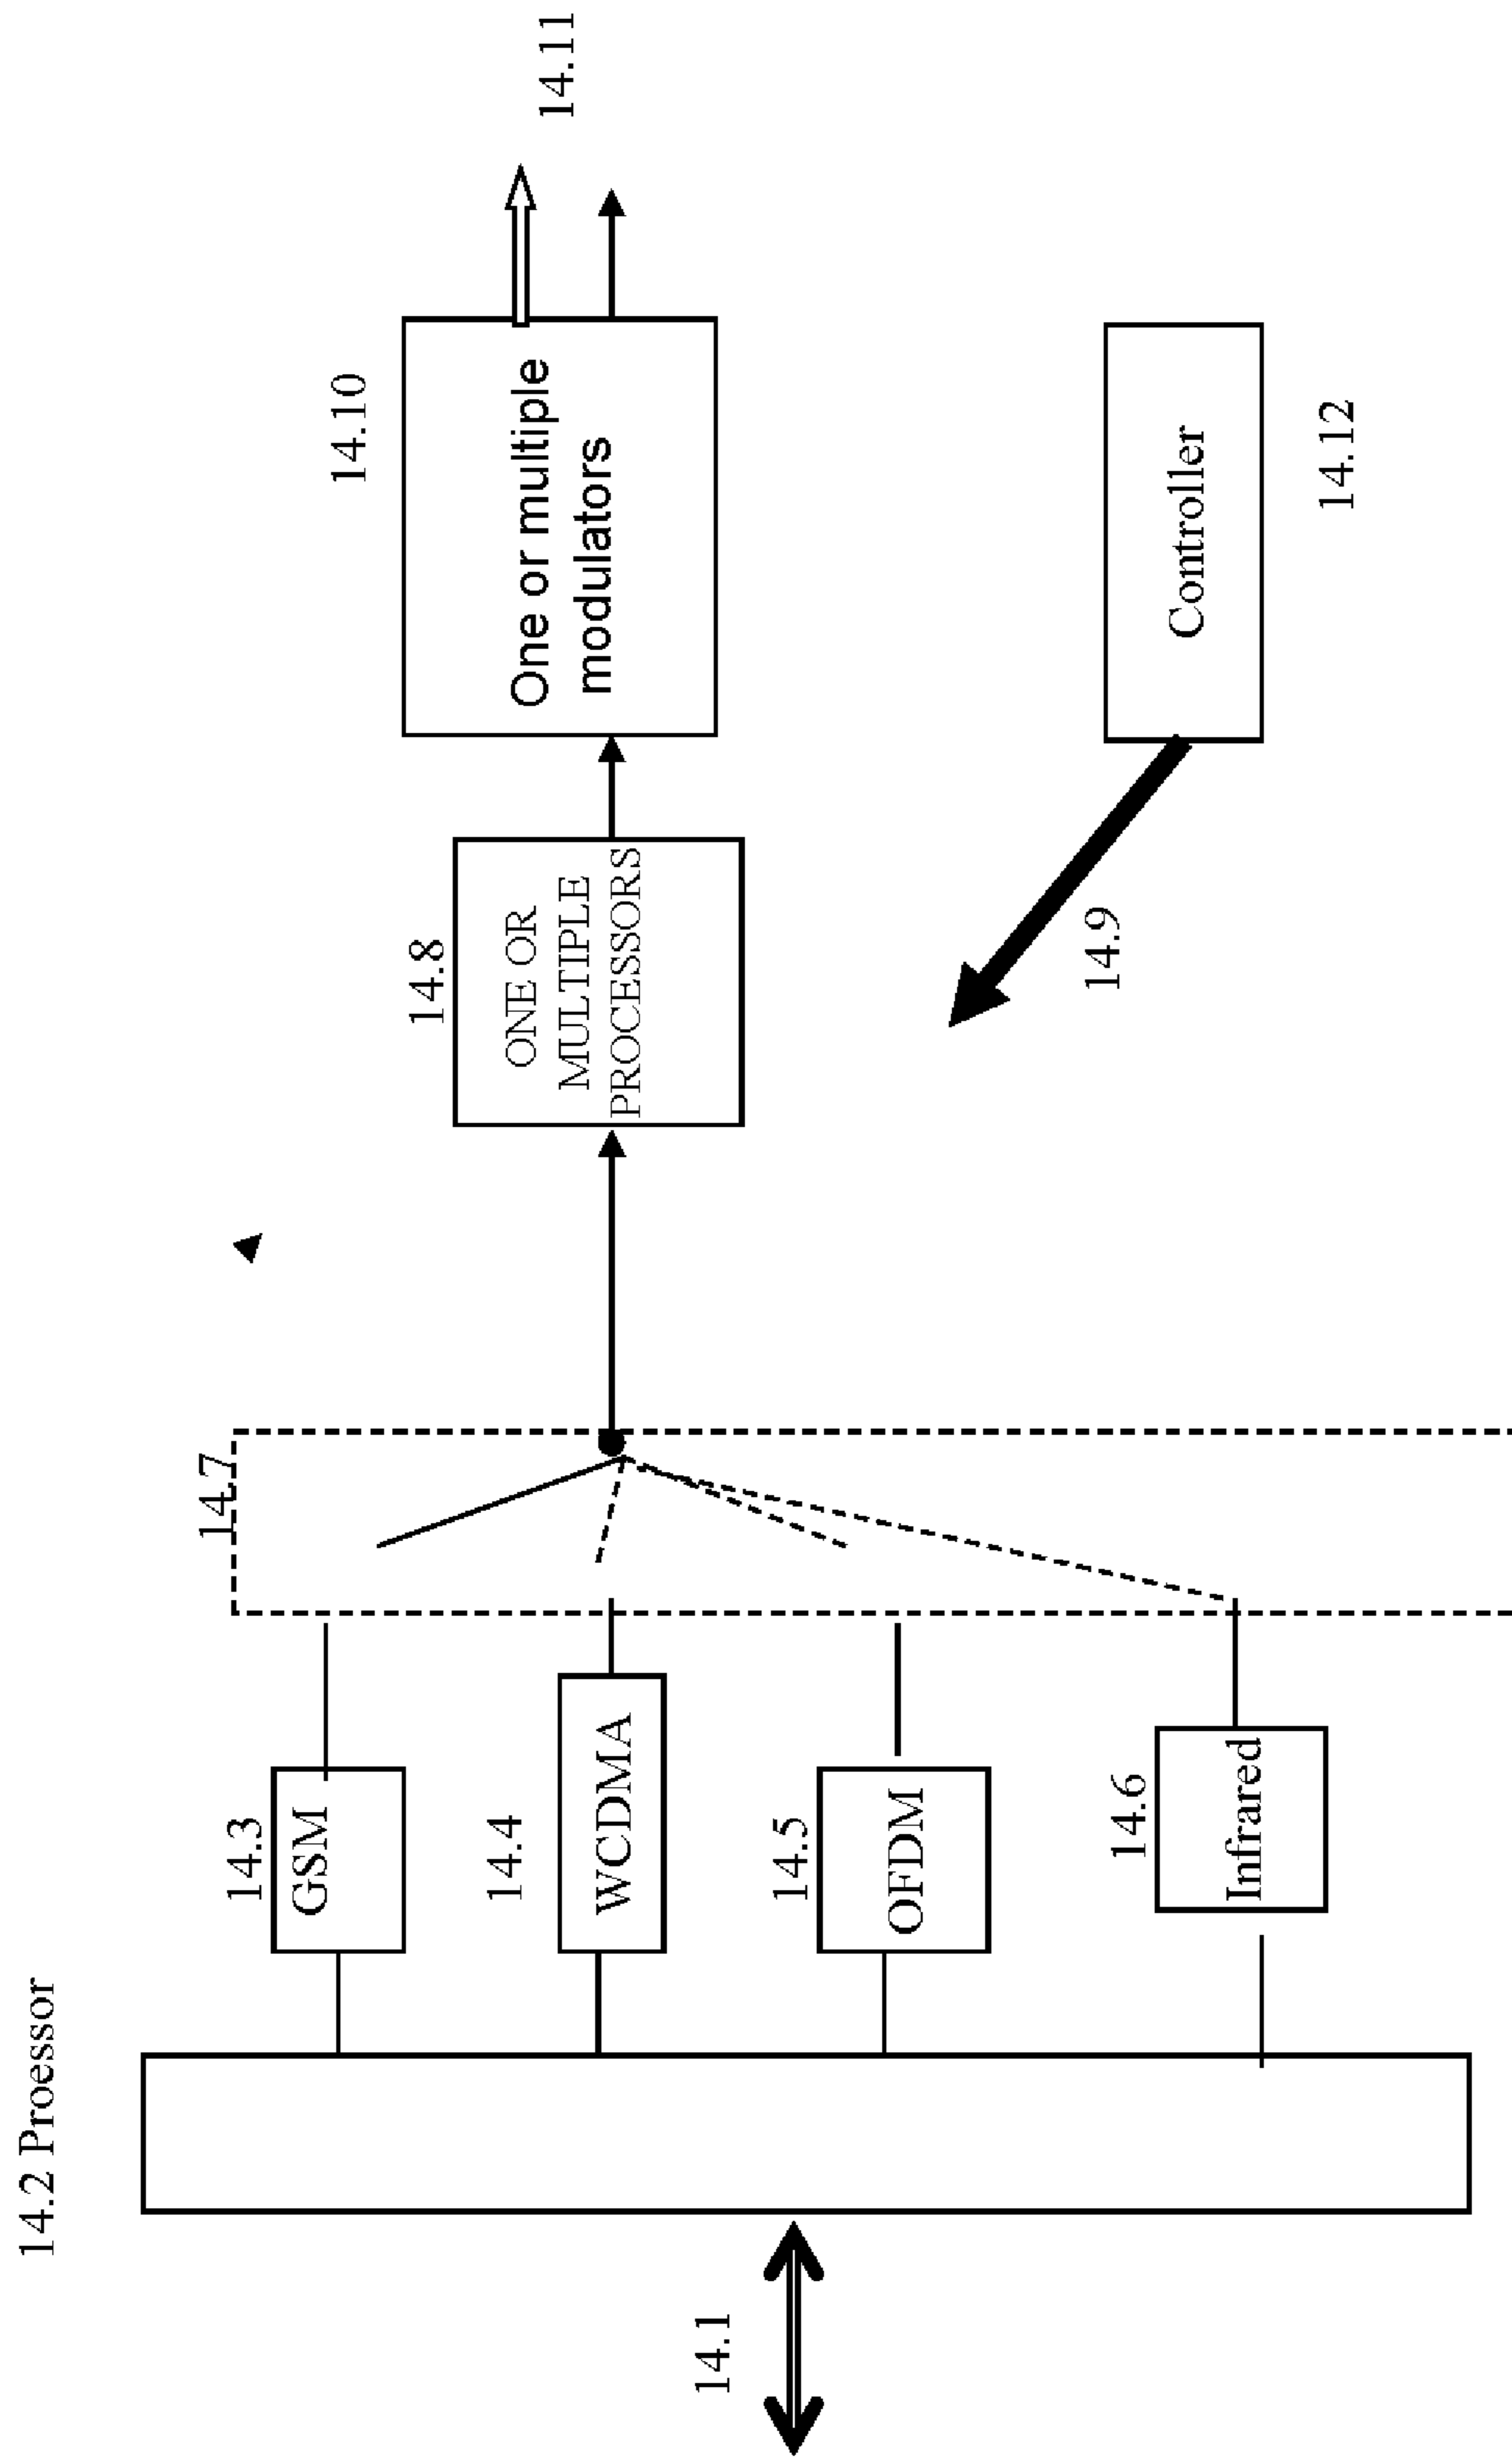 14.2 Proessor
14.1
14.3
GSM
14.4
WCDMA
14.5
OFDM
14.6
Infrared
14.7
14.8
ONE OR
MULTIPLE
PROCESSORS
14.9
14.10
One or multiple
modulators
14.11
Controller
14.12